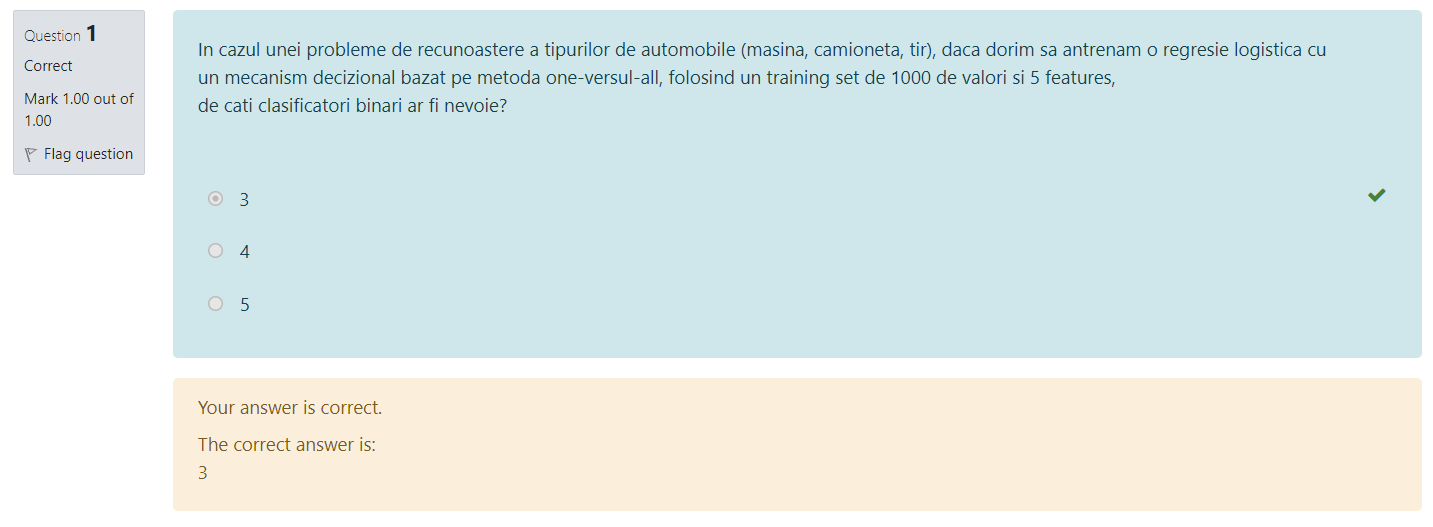 Question 1
Correct
Mark 1.00 out of
1.00
Flag question
In cazul unei probleme de recunoastere a tipurilor de automobile (masina, camioneta, tir), daca dorim sa antrenam o regresie logistica cu
un mecanism decizional bazat pe metoda one-versul-all, folosind un training set de 1000 de valori si 5 features,
de cati clasificatori binari ar fi nevoie?
3
4
5
Your answer is correct.
The correct answer is:
3